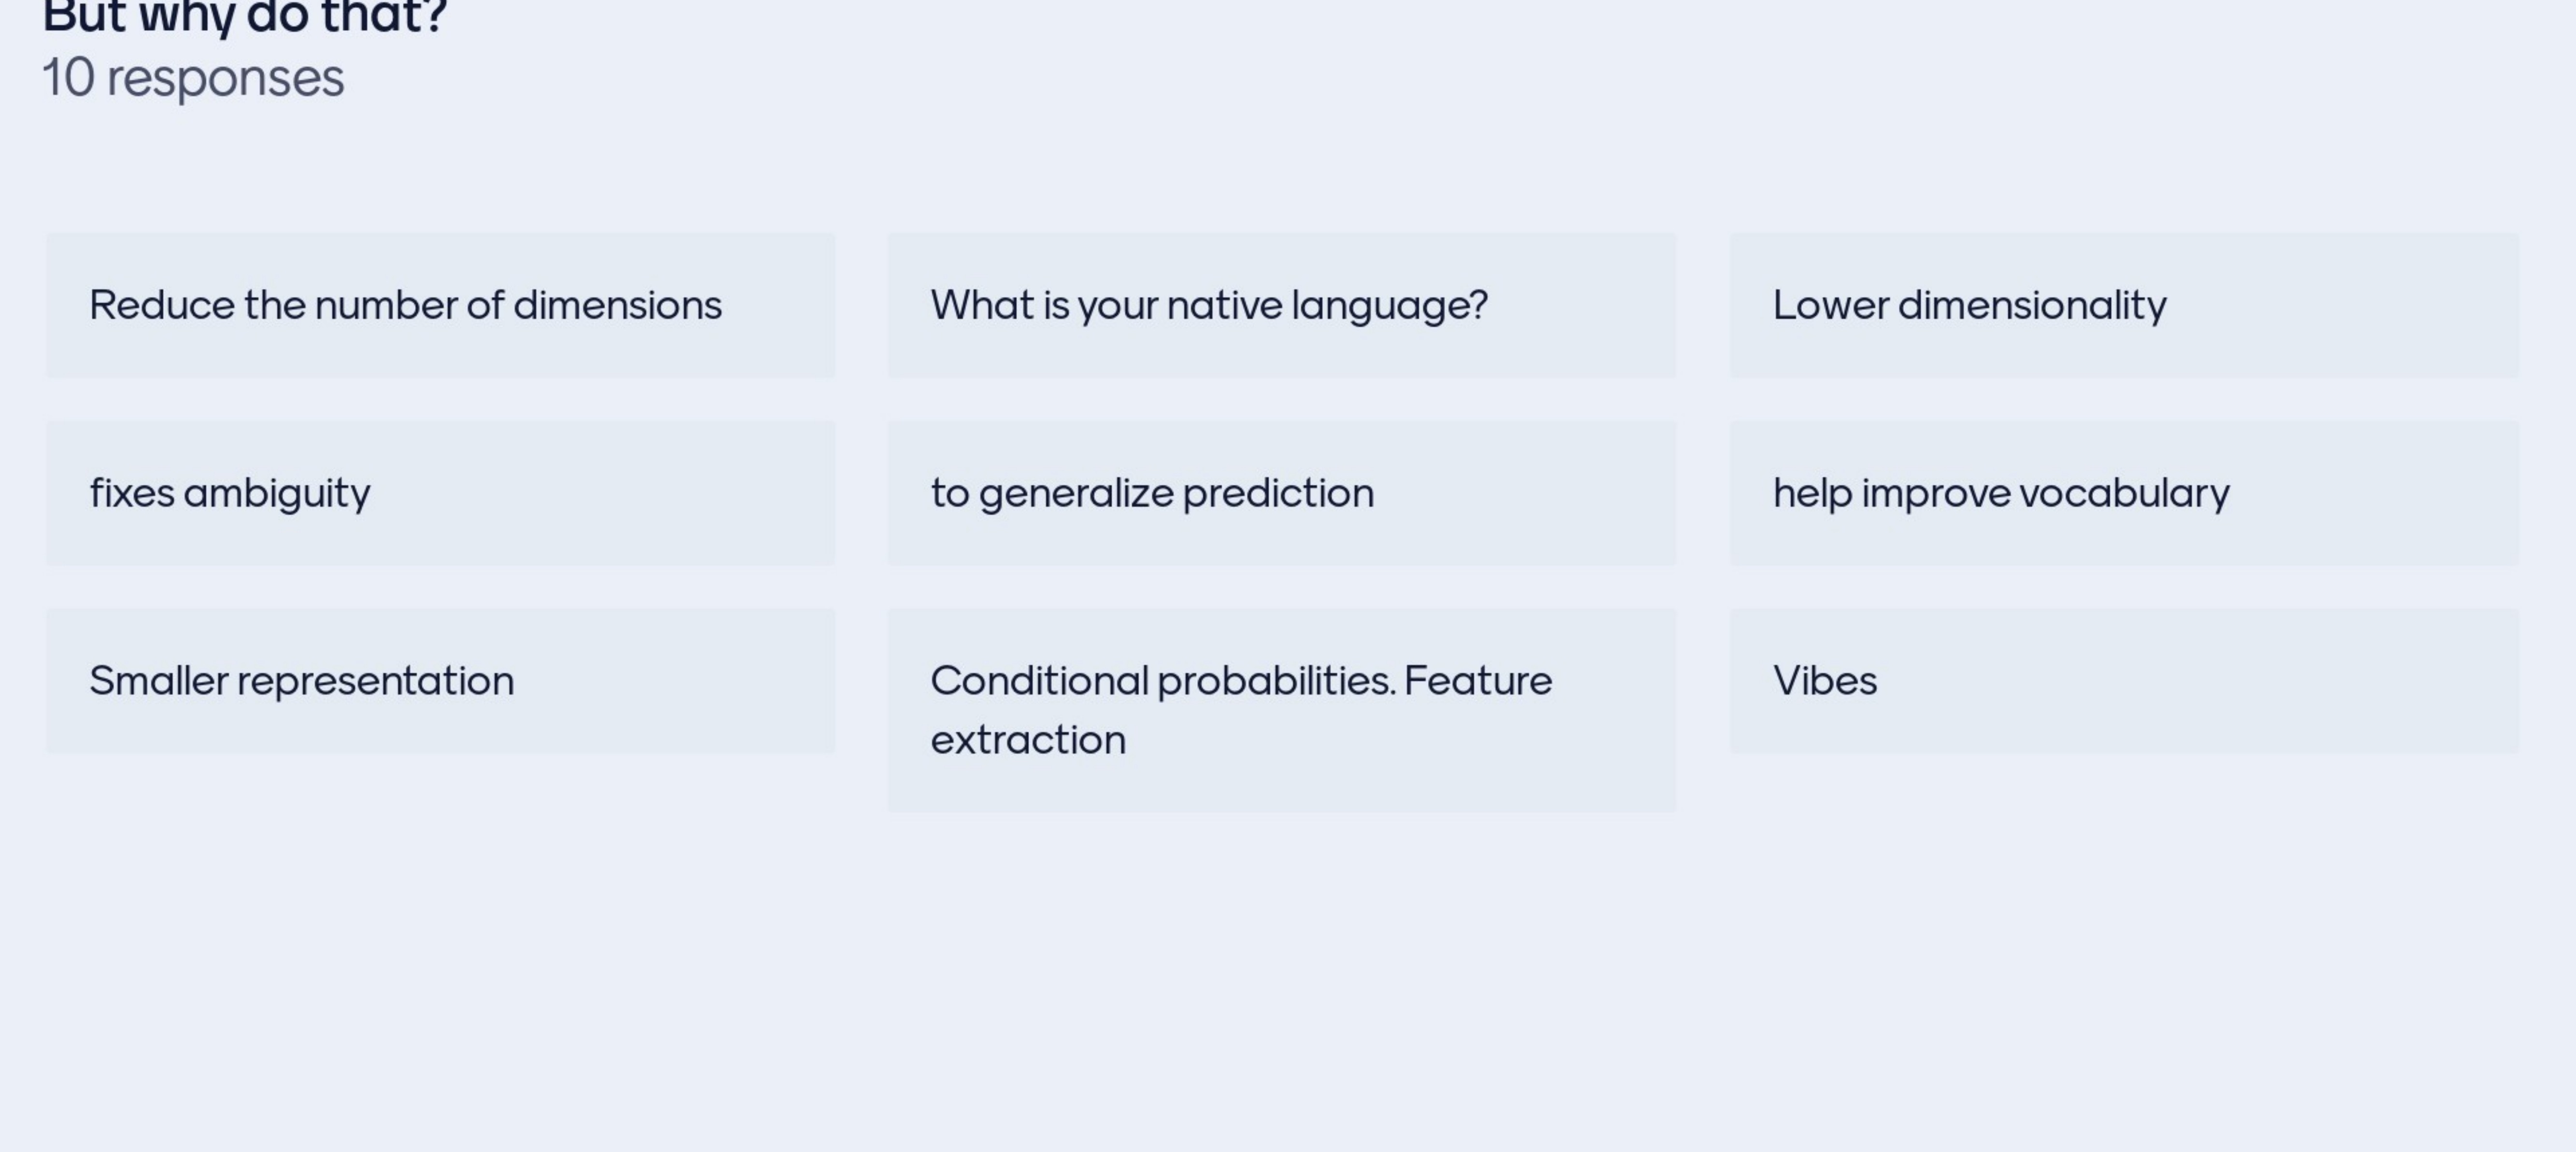 But why do that?
10 responses
Reduce the number of dimensions
What is your native language?
Lower dimensionality
fixes ambiguity
to generalize prediction
help improve vocabulary
Smaller representation
Conditional probabilities. Feature
extraction
Vibes